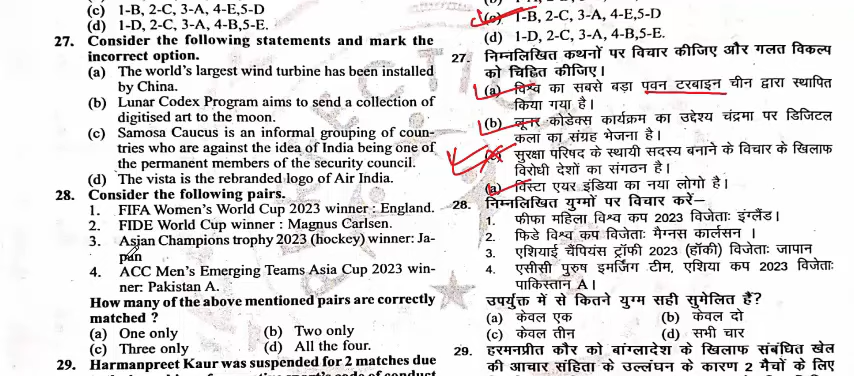 (c) 1-B, 2-C, 3-A, 4-E,5-D
(d) 1-D, 2-C, 3-A, 4-B,5-E.
27. Consider the following statements and mark the
incorrect option.
(a) The world's largest wind turbine has been installed
by China.
(b) Lunar Codex Program aims to send a collection of
digitised art to the moon.
(c) Samosa Caucus is an informal grouping of coun-
tries who are against the idea of India being one of
the permanent members of the security council.
(d) The vista is the rebranded logo of Air India.
28. Consider the following pairs.
1. FIFA Women's World Cup 2023 winner : England.
2. FIDE World Cup winner : Magnus Carlsen.
3. Asian Champions trophy 2023 (hockey) winner: Ja-
pan
4. ACC Men's Emerging Teams Asia Cup 2023 win-
ner: Pakistan A.
How many of the above mentioned pairs are correctly
matched ?
(a) One only (b) Two only
(c) Three only (d) All the four.
29. Harmanpreet Kaur was suspended for 2 matches due
(c) 1-B, 2-C, 3-A, 4-E,5-D
(d) 1-D, 2-C, 3-A, 4-B,5-E.
27. निम्नलिखित कथनों पर विचार कीजिए और गलत विकल्प
को चिह्नित कीजिए।
(a) विश्व का सबसे बड़ा पवन टरबाइन चीन द्वारा स्थापित
किया गया है।
(b) लूनर कोडेक्स कार्यक्रम का उद्देश्य चंद्रमा पर डिजिटल
कला का संग्रह भेजना है।
सुरक्षा परिषद के स्थायी सदस्य बनाने के विचार के खिलाफ
विरोधी देशों का संगठन है।
विस्टा एयर इंडिया का नया लोगो है।
28. निम्नलिखित युग्मों पर विचार करें–
1. फीफा महिला विश्व कप 2023 विजेताः इंग्लैंड।
2. फिडे विश्व कप विजेताः मैग्नस कार्लसन ।
3. एशियाई चैंपियंस ट्रॉफी 2023 (हॉकी) विजेताः जापान
4. एसीसी पुरुष इमर्जिंग टीम, एशिया कप 2023 विजेताः
पाकिस्तान A।
उपर्युक्त में से कितने युग्म सही सुमेलित हैं?
(a) केवल एक (b) केवल दो
(c) केवल तीन (d) सभी चार
29. हरमनप्रीत कौर को बांग्लादेश के खिलाफ संबंधित खेल
की आचार संहिता के उल्लंघन के कारण 2 मैचों के लिए